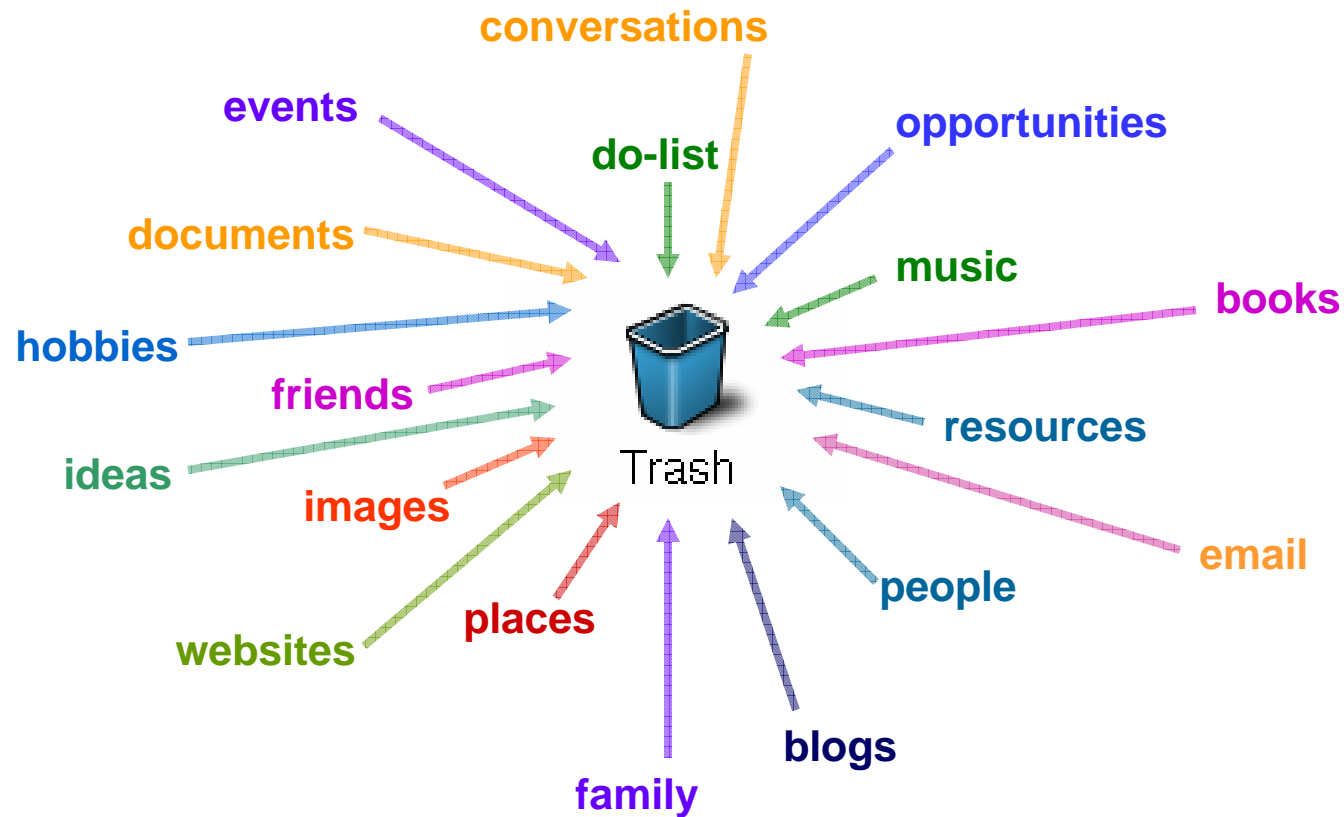 conversations
events
opportunities
do-list
documents
music
books
hobbies
friends
resources
ideas
Trash
images
email
people
places
websites
blogs
family